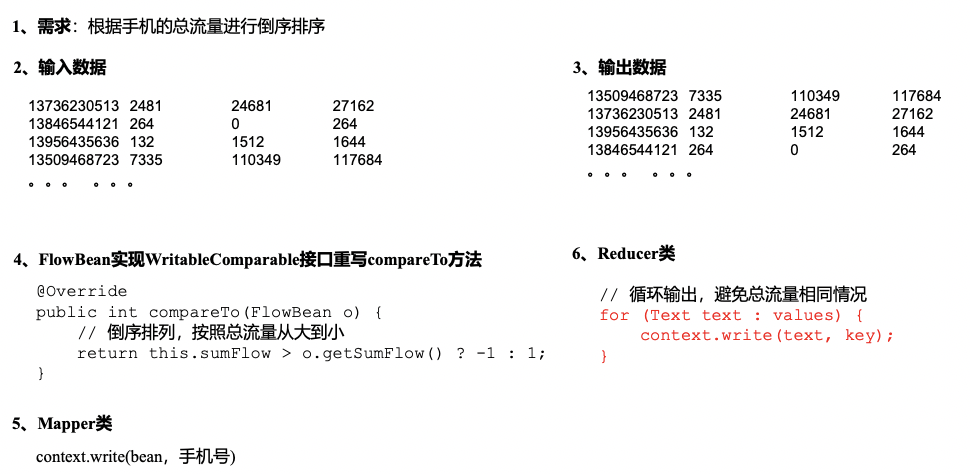 1、需求：根据手机的总流量进行倒序排序
2、输入数据
13736230513 2481 24681 27162
13846544121 264 0 264
13956435636 132 1512 1644
13509468723 7335 110349 117684
。。。 。。。
3、输出数据
13509468723 7335 110349 117684
13736230513 2481 24681 27162
13956435636 132 1512 1644
13846544121 264 0 264
。。。 。。。
4、FlowBean实现WritableComparable接口重写compareTo方法
@Override
public int compareTo(FlowBean o) {
// 倒序排列，按照总流量从大到小
return this.sumFlow > o.getSumFlow() ? -1 : 1;
}
5、Mapper类
context.write(bean，手机号)
6、Reducer类
// 循环输出，避免总流量相同情况
for (Text text : values) {
context.write(text, key);
}